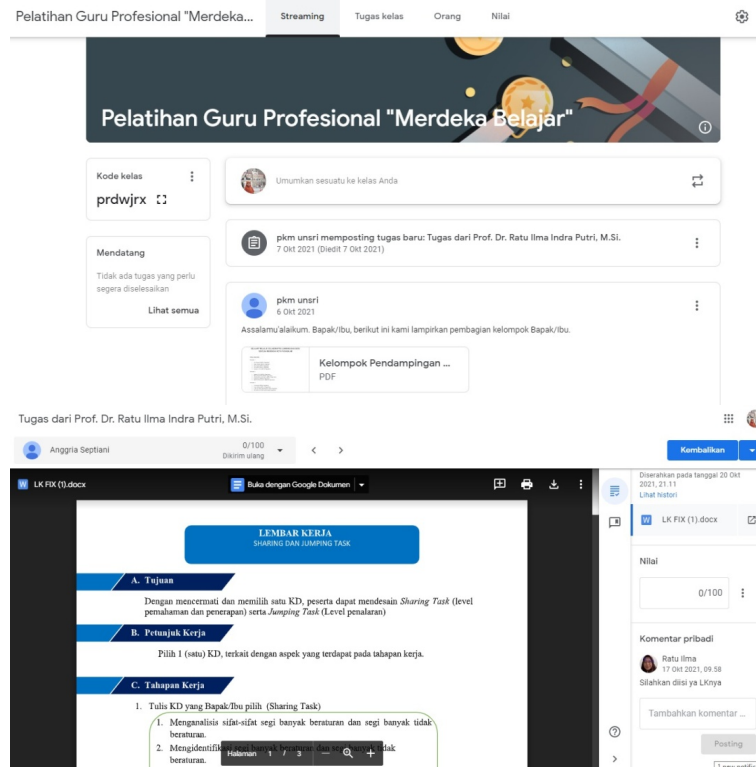 Pelatihan Guru Profesional "Merdeka...
Streaming
Tugas kelas
Orang
Nilai
Pelatihan Guru Profesional "Merdeka Belajar"
Kode kelas
prdwjrx
Umumkan sesuatu ke kelas Anda
Mendatang
Tidak ada tugas yang perlu
segera diselesaikan
Lihat semua
pkm unsri memposting tugas baru: Tugas dari Prof. Dr. Ratu Ilma Indra Putri, M.Si.
7 Okt 2021 (Diedit 7 Okt 2021)
pkm unsri
6 Okt 2021
Assalamu'alaikum. Bapak/Ibu, berikut ini kami lampirkan pembagian kelompok Bapak/Ibu.
Kelompok Pendampingan ...
PDF
Tugas dari Prof. Dr. Ratu Ilma Indra Putri, M.Si.
Anggria Septiani
0/100
Dikirim ulang
Kembalikan
W LK FIX (1).docx
Buka dengan Google Dokumen
LEMBAR KERJA
SHARING DAN JUMPING TASK
A. Tujuan
Dengan mencermati dan memilih satu KD, peserta dapat mendesain Sharing Task (level
pemahaman dan penerapan) serta Jumping Task (Level penalaran)
B. Petunjuk Kerja
Pilih 1 (satu) KD, terkait dengan aspek yang terdapat pada tahapan kerja.
C. Tahapan Kerja
1. Tulis KD yang Bapak/Ibu pilih (Sharing Task)
1. Menganalisis sifat-sifat segi banyak beraturan dan segi banyak tidak
beraturan.
2. Mengidentifikasi segi banyak beraturan dan segi banyak tidak
beraturan.
Halaman 1 / 3
Diserahkan pada tanggal 20 Okt
2021, 21.11
Lihat histori
W LK FIX (1).docx
Nilai
0/100
Komentar pribadi
Ratu Ilma
17 Okt 2021, 09.58
Silahkan diisi ya LKnya
Tambahkan komentar ...
Posting